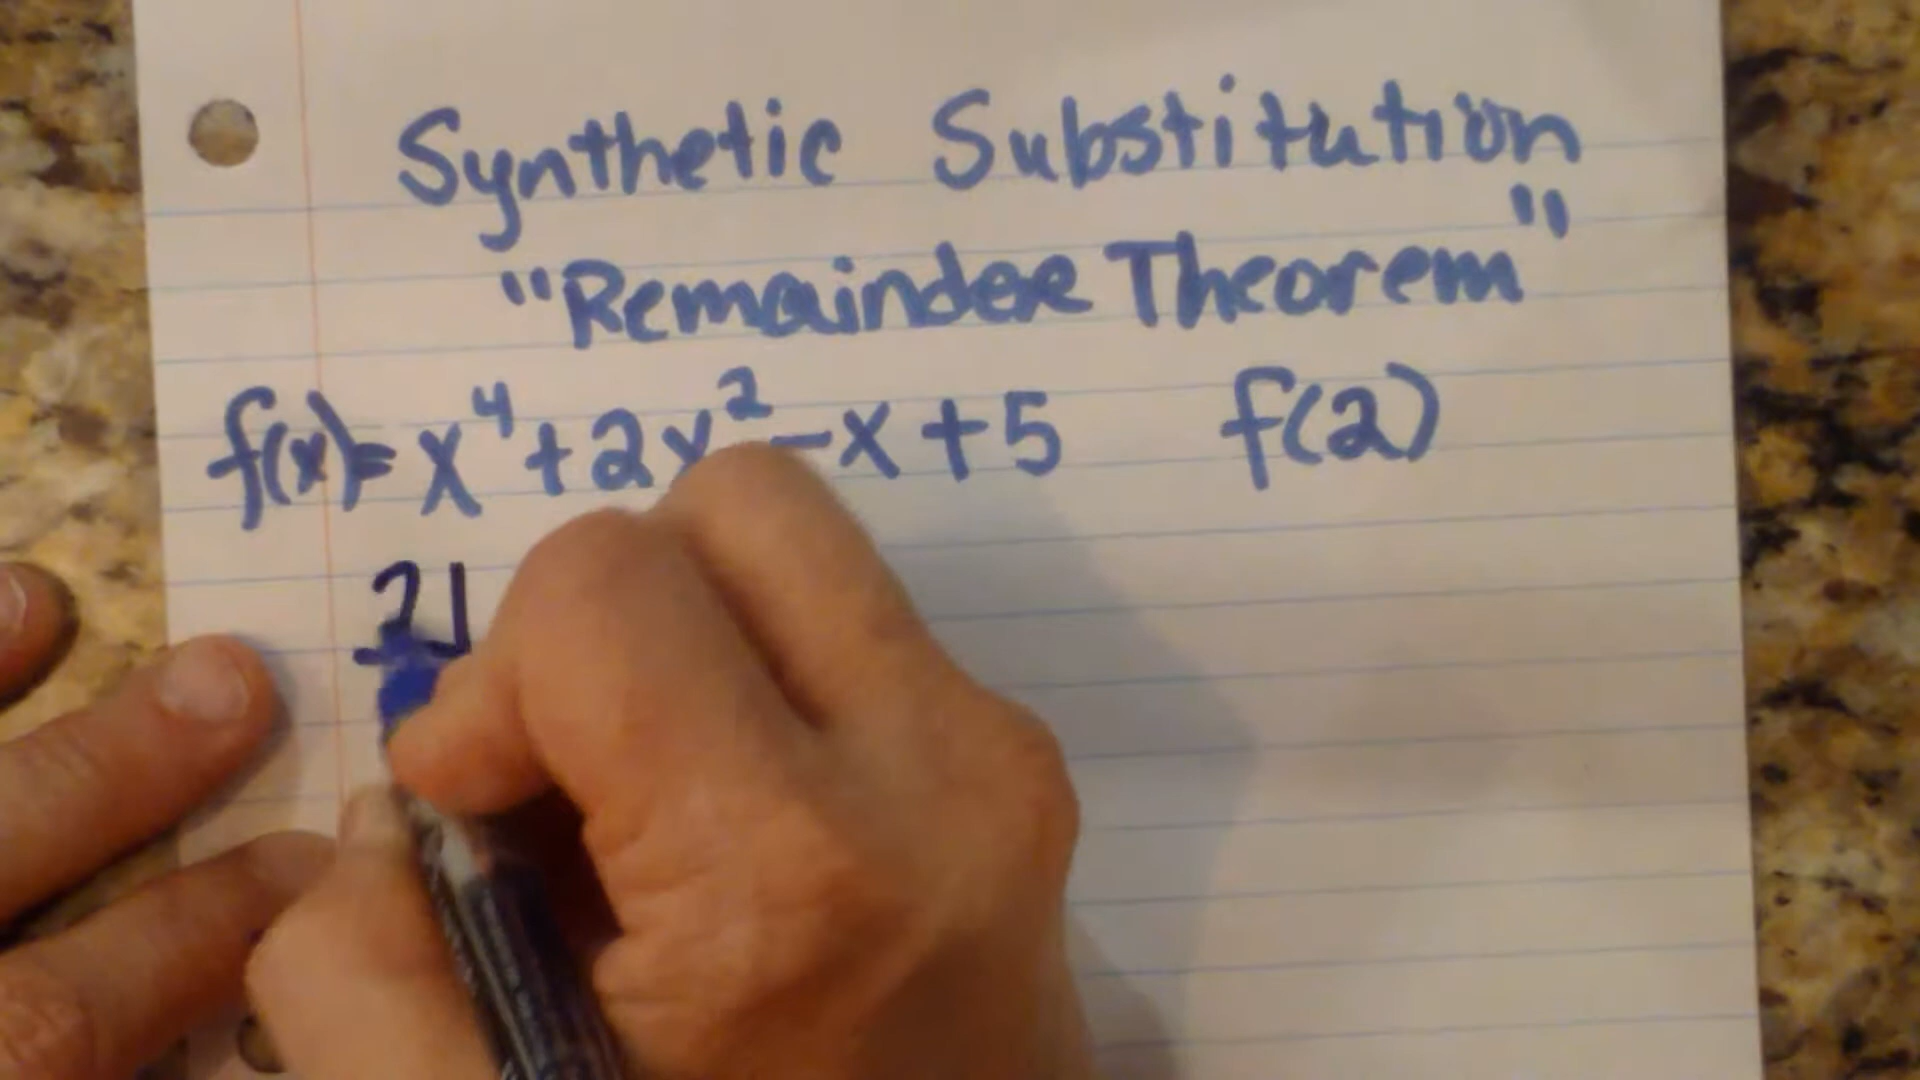 Synthetic Substitution
"Remainder Theorem"
f(x)= x⁴+2x²-x+5 f(2)
2